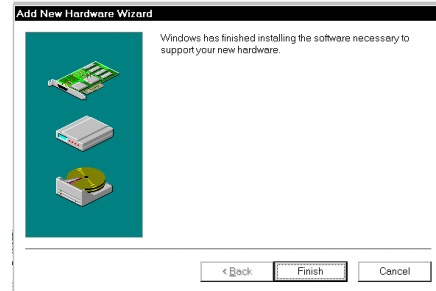 Add New Hardware Wizard
Windows has finished installing the software necessary to
support your new hardware.
< Back
Finish
Cancel